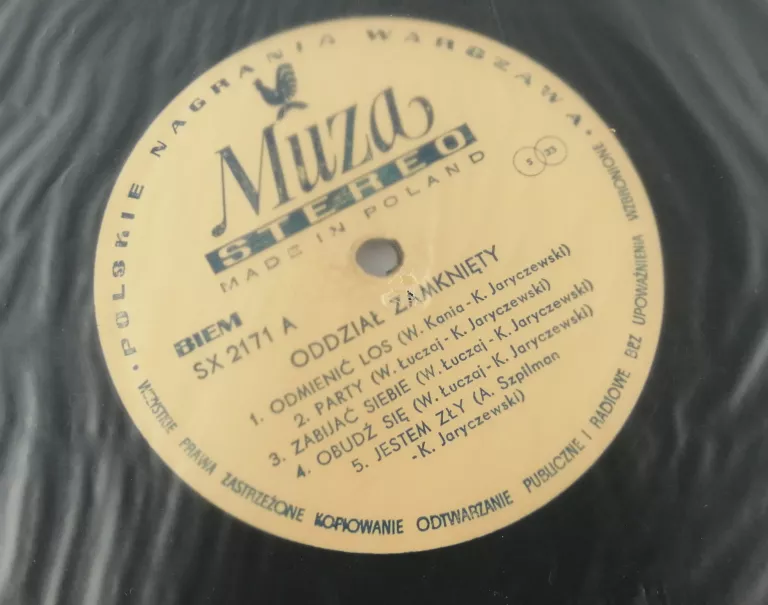 • POLSKIE NAGRANIA WARSZAWA •
Muza
STEREO
MADE IN POLAND
BIEM
SX 2171 A
ODDZIAŁ ZAMKNIĘTY
1. ODMIENIĆ LOS (W. Kania-K. Jaryczewski)
2. PARTY (W. Łuczaj-K. Jaryczewski)
3. ZABIJAĆ SIEBIE (W. Łuczaj-K. Jaryczewski)
4. OBUDŹ SIĘ (W. Łuczaj-K. Jaryczewski)
5. JESTEM ZŁY (A. Szpilman
-K. Jaryczewski)
WSZYSTKIE PRAWA ZASTRZEŻONE KOPIOWANIE ODTWARZANIE PUBLICZNE I RADIOWE BEZ UPOWAŻNIENIA WZBRONIONE